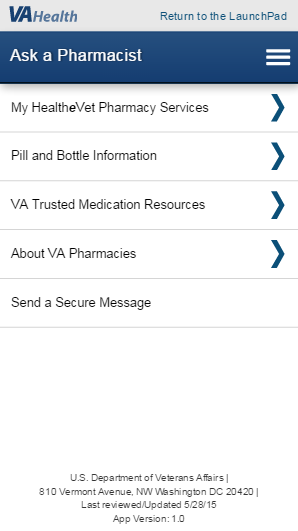 VA Health
Return to the LaunchPad
Ask a Pharmacist
My HealtheVet Pharmacy Services
Pill and Bottle Information
VA Trusted Medication Resources
About VA Pharmacies
Send a Secure Message
U.S. Department of Veterans Affairs |
810 Vermont Avenue, NW Washington DC 20420 |
Last reviewed/Updated 5/28/15
App Version: 1.0